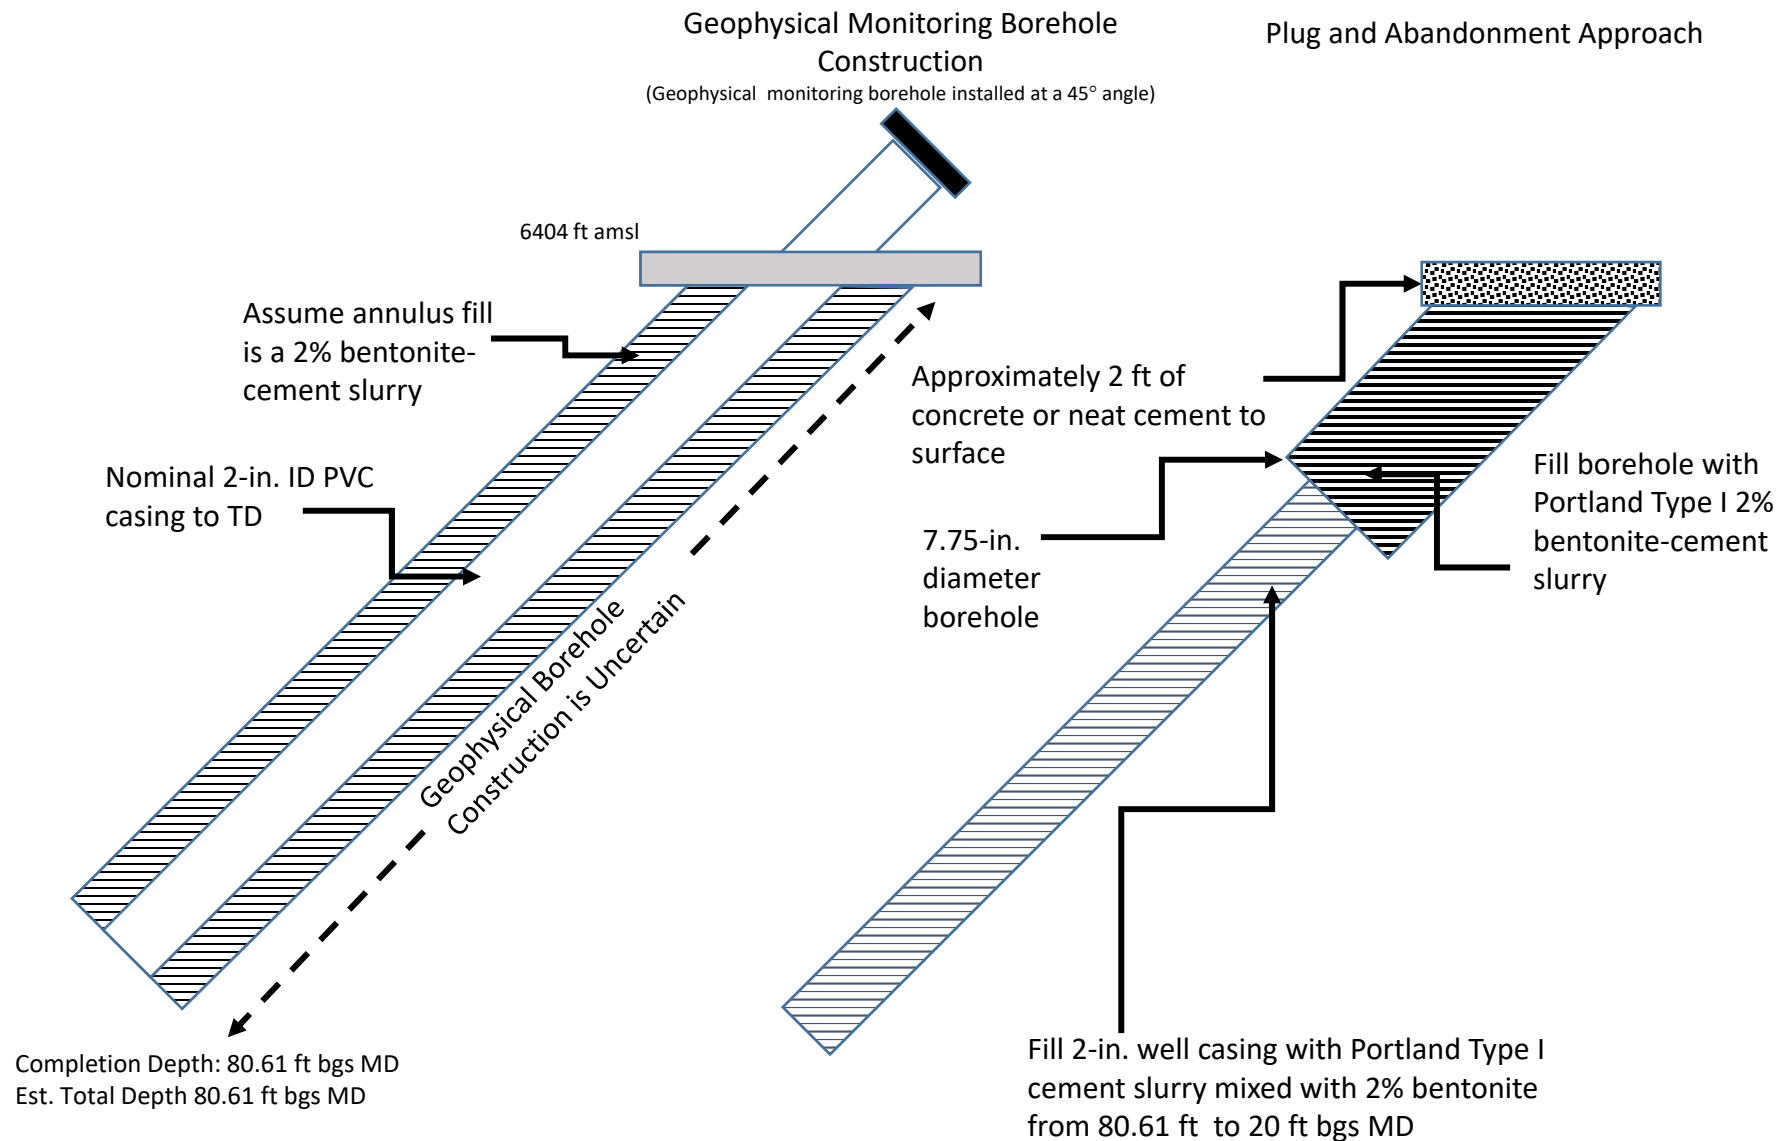 Geophysical Monitoring Borehole
Construction
(Geophysical monitoring borehole installed at a 45° angle)
Plug and Abandonment Approach
6404 ft amsl
Assume annulus fill
is a 2% bentonite-
cement slurry
Nominal 2-in. ID PVC
casing to TD
Geophysical Borehole
Construction is Uncertain
Completion Depth: 80.61 ft bgs MD
Est. Total Depth 80.61 ft bgs MD
Approximately 2 ft of
concrete or neat cement to
surface
7.75-in.
diameter
borehole
Fill borehole with
Portland Type I 2%
bentonite-cement
slurry
Fill 2-in. well casing with Portland Type I
cement slurry mixed with 2% bentonite
from 80.61 ft to 20 ft bgs MD